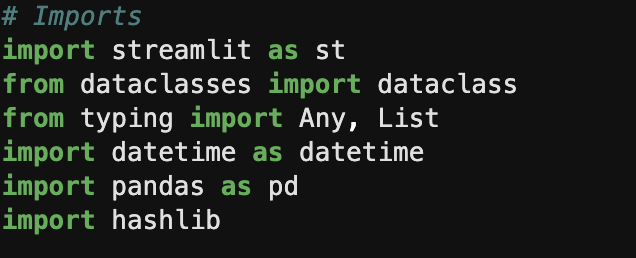 # Imports
import streamlit as st
from dataclasses import dataclass
from typing import Any, List
import datetime as datetime
import pandas as pd
import hashlib